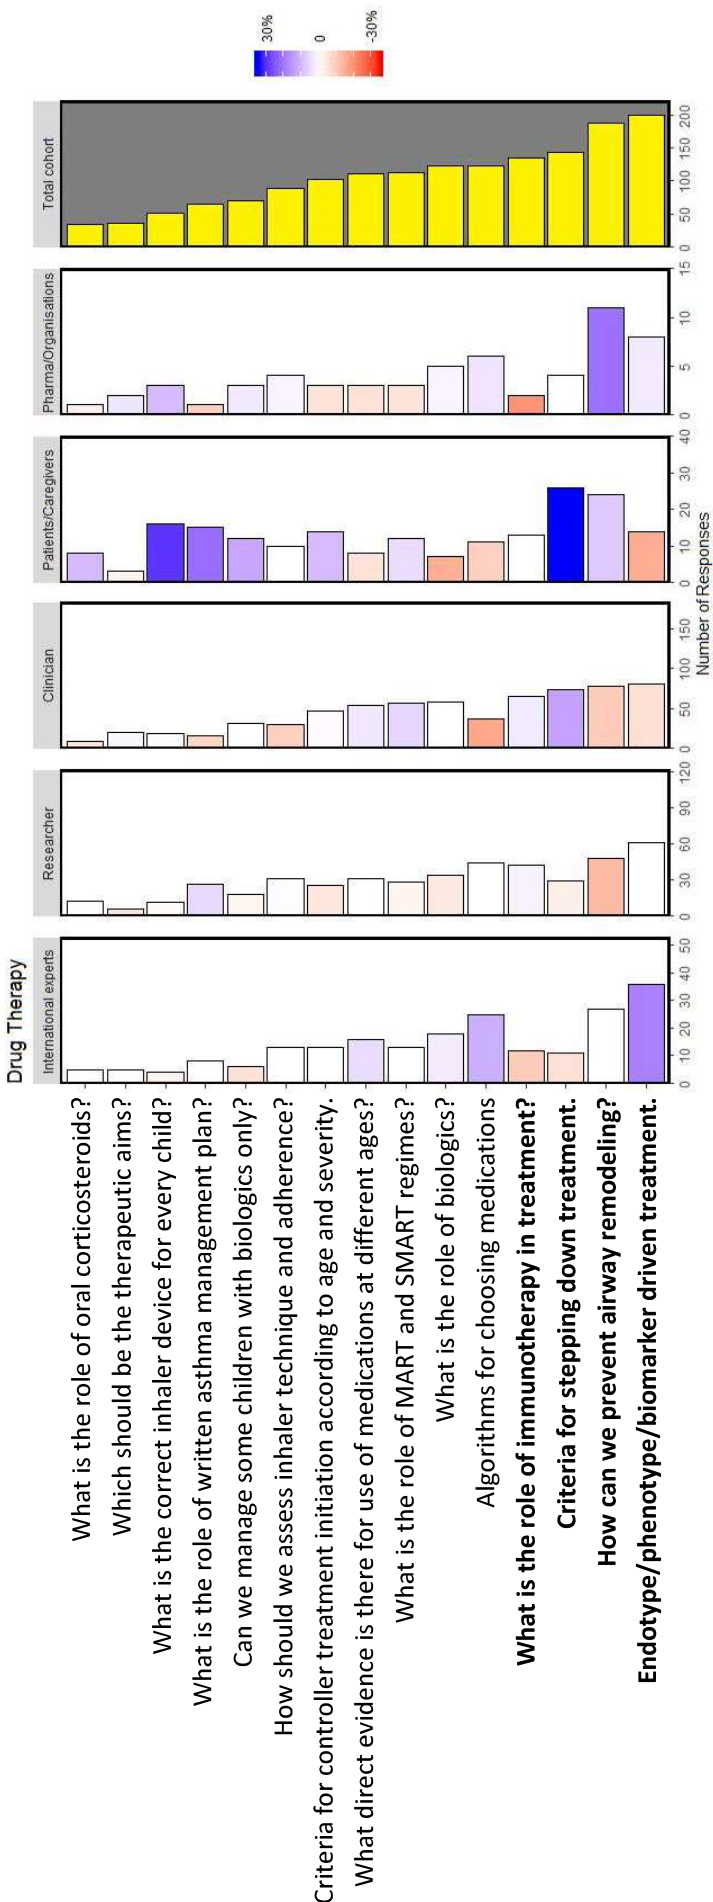 Drug Therapy
International experts
Researcher
Clinician
Patients/Caregivers
Pharma/Organisations
Total cohort
What is the role of oral corticosteroids?
Which should be the therapeutic aims?
What is the correct inhaler device for every child?
What is the role of written asthma management plan?
Can we manage some children with biologics only?
How should we assess inhaler technique and adherence?
Criteria for controller treatment initiation according to age and severity.
What direct evidence is there for use of medications at different ages?
What is the role of MART and SMART regimes?
What is the role of biologics?
Algorithms for choosing medications
What is the role of immunotherapy in treatment?
Criteria for stepping down treatment.
How can we prevent airway remodeling?
Endotype/phenotype/biomarker driven treatment.
0 10 20 30 40 50
0 30 60 90 120
0 50 100 150
0 10 20 30 40
0 5 10 15
0 50 100 150 200
Number of Responses
30%
0
-30%